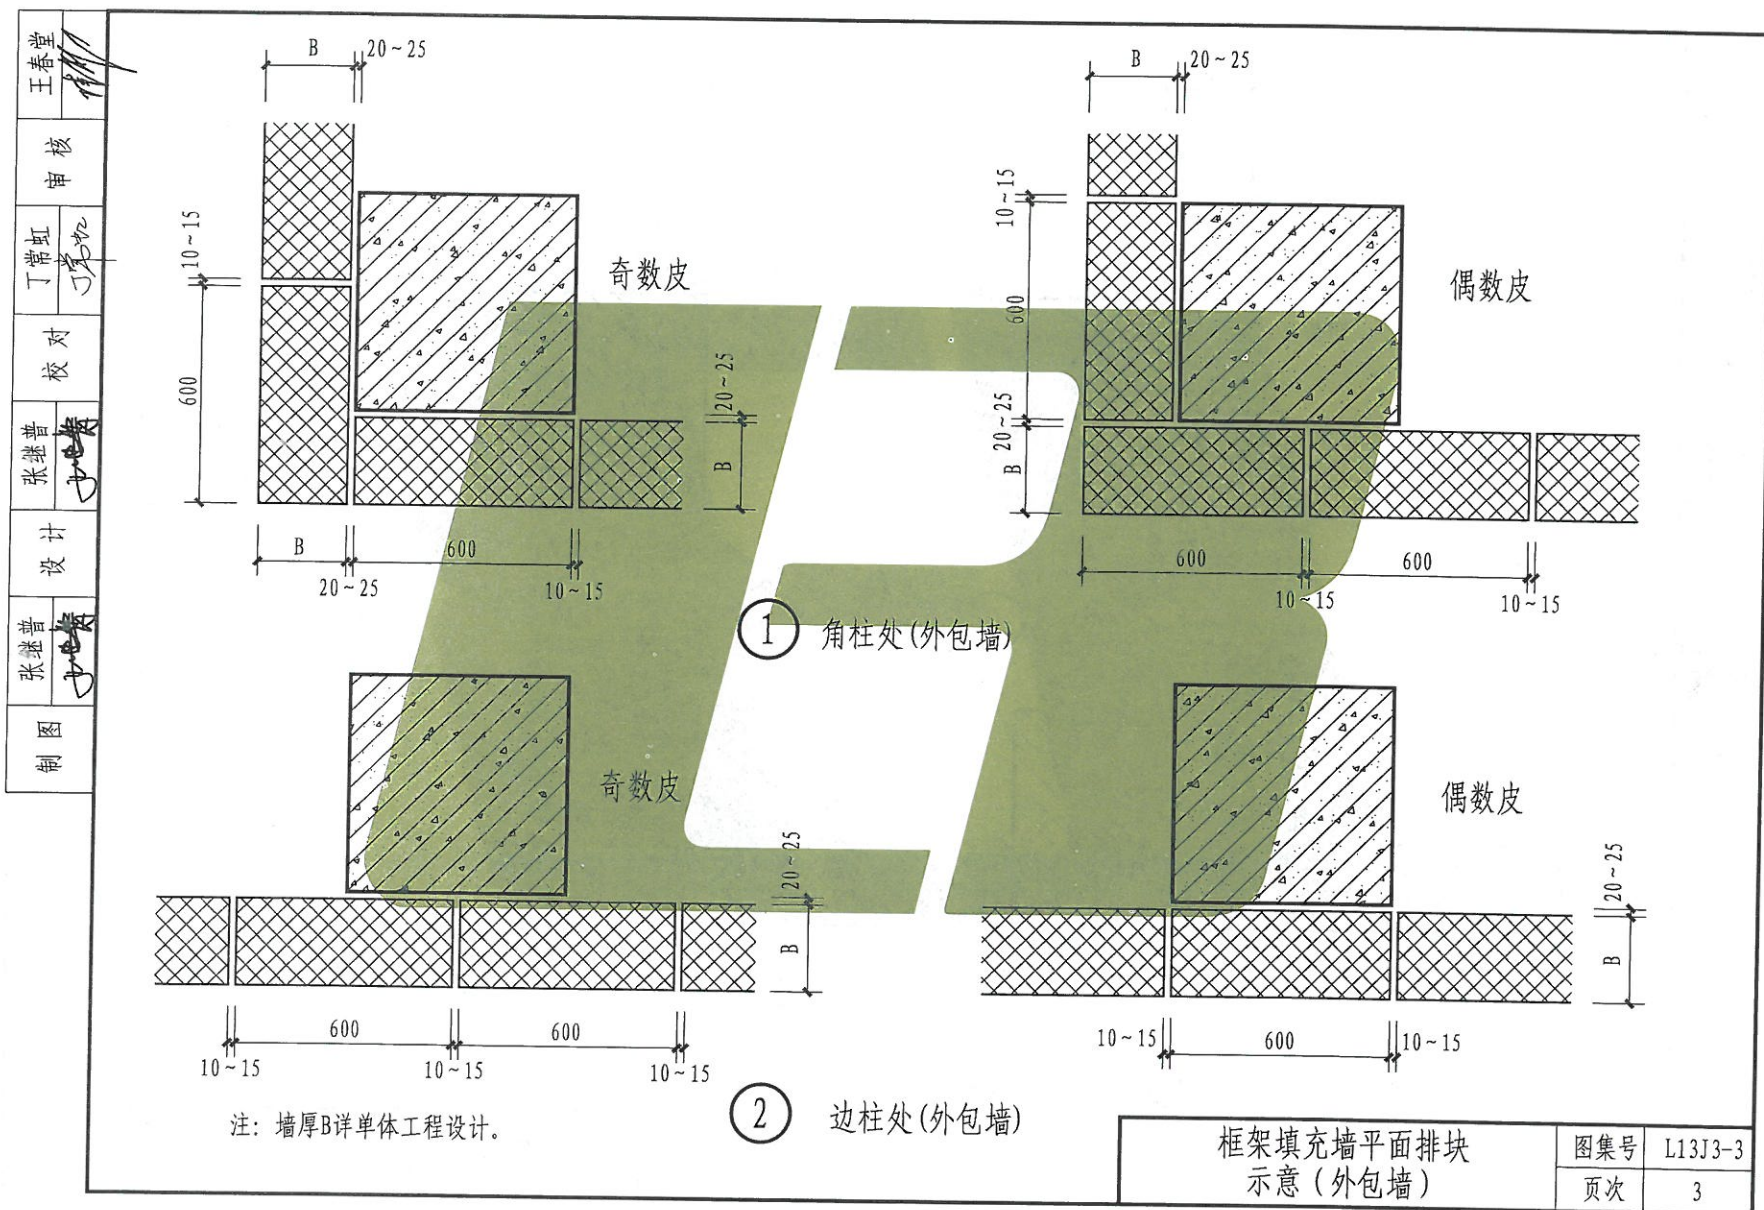 王春堂
审核
丁常虹
校对
张继普
设计
张继普
制图
B
20~25
10~15
600
奇数皮
20~25
B
B
600
20~25
10~15
B
20~25
10~15
600
偶数皮
20~25
B
600
600
10~15
10~15
1 角柱处(外包墙)
奇数皮
20~25
B
600
600
10~15
10~15
10~15
偶数皮
20~25
B
10~15
600
10~15
2 边柱处(外包墙)
注: 墙厚B详单体工程设计。
框架填充墙平面排块
示意(外包墙)
图集号
L13J3-3
页次
3